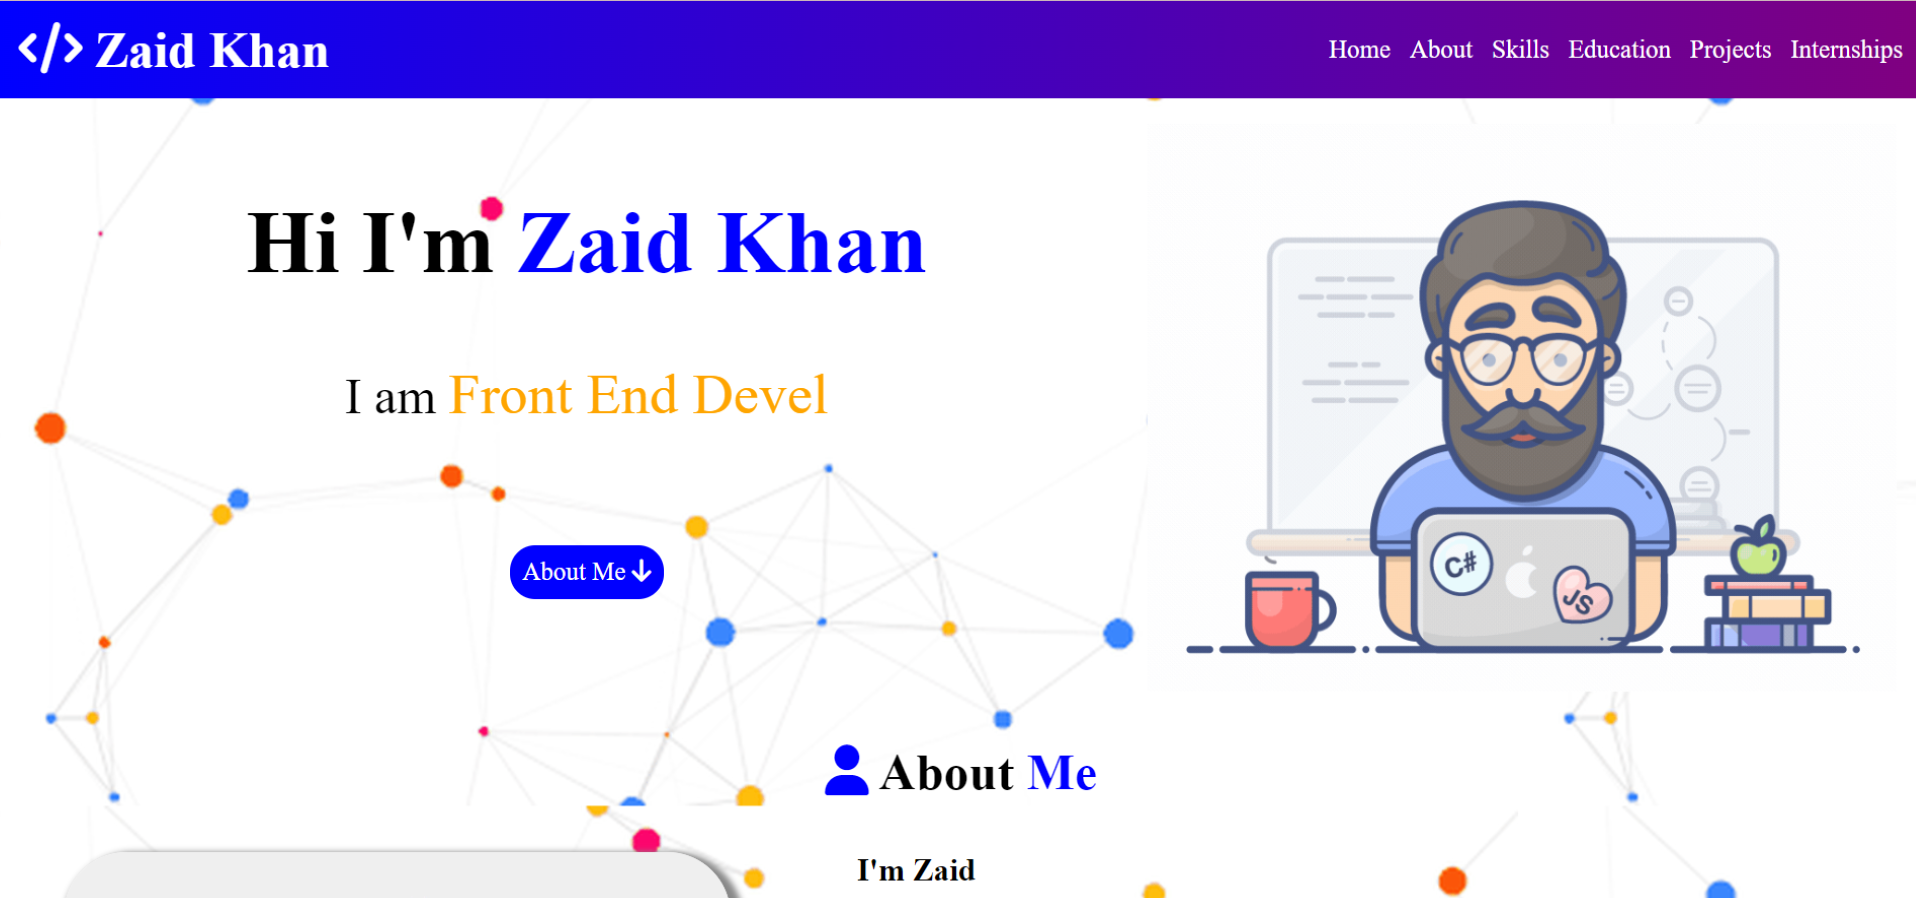 </> Zaid Khan
Home About Skills Education Projects Internships
Hi I'm Zaid Khan
I am Front End Devel
About Me
C#
JS
About Me
I'm Zaid